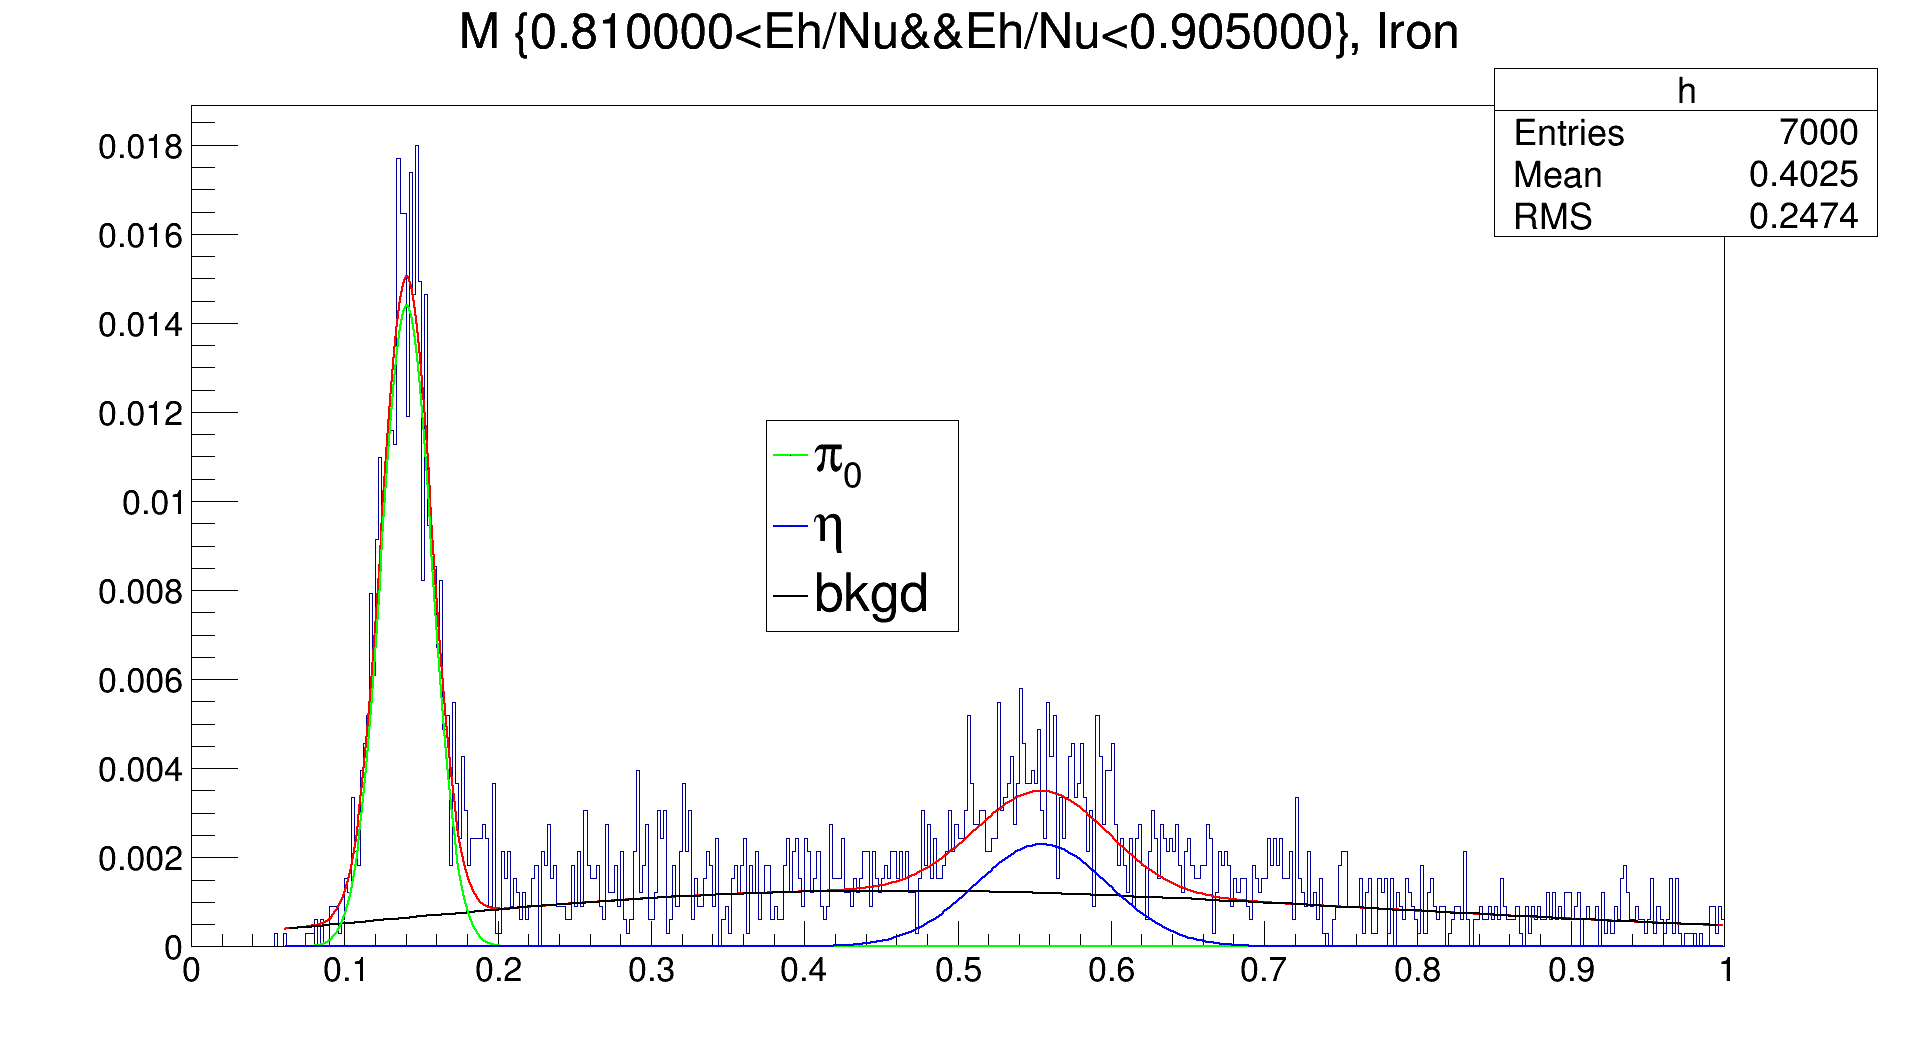 M {0.810000<Eh/Nu&&Eh/Nu<0.905000}, Iron
h
Entries 7000
Mean 0.4025
RMS 0.2474
0.018
0.016
0.014
0.012
0.01
0.008
0.006
0.004
0.002
0
π0
η
bkgd
0 0.1 0.2 0.3 0.4 0.5 0.6 0.7 0.8 0.9 1